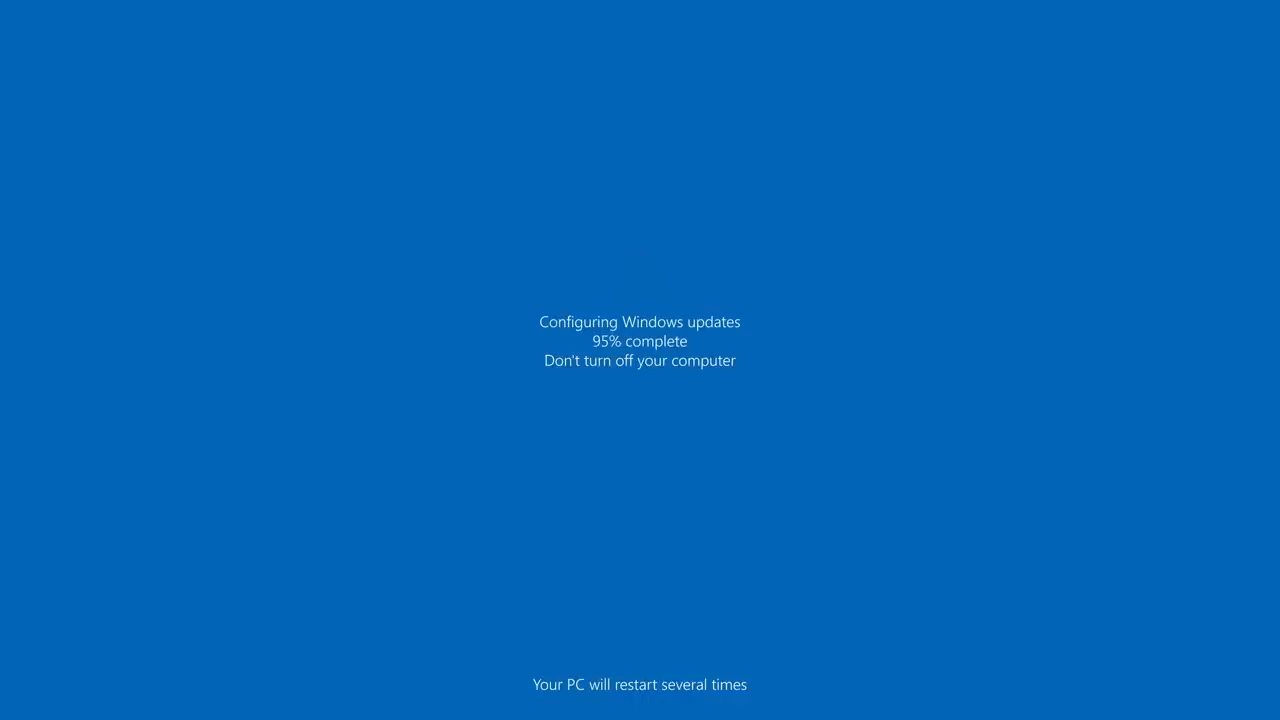 Configuring Windows updates
95% complete
Don't turn off your computer
Your PC will restart several times